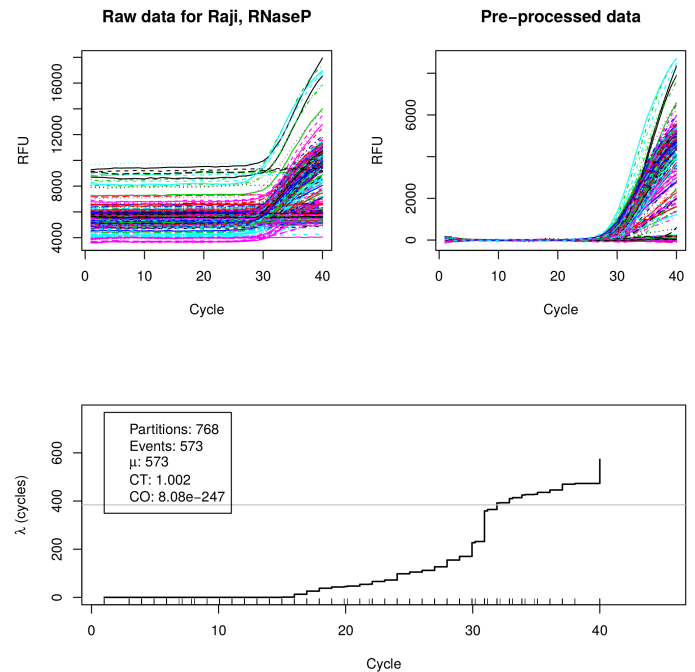 Raw data for Raji, RNaseP
Pre−processed data
RFU
4000 8000 12000 16000
0 10 20 30 40
Cycle
RFU
0 2000 6000
0 10 20 30 40
Cycle
Partitions: 768
Events: 573
μ: 573
CT: 1.002
CO: 8.08e−247
λ (cycles)
0 200 400 600
0 10 20 30 40
Cycle